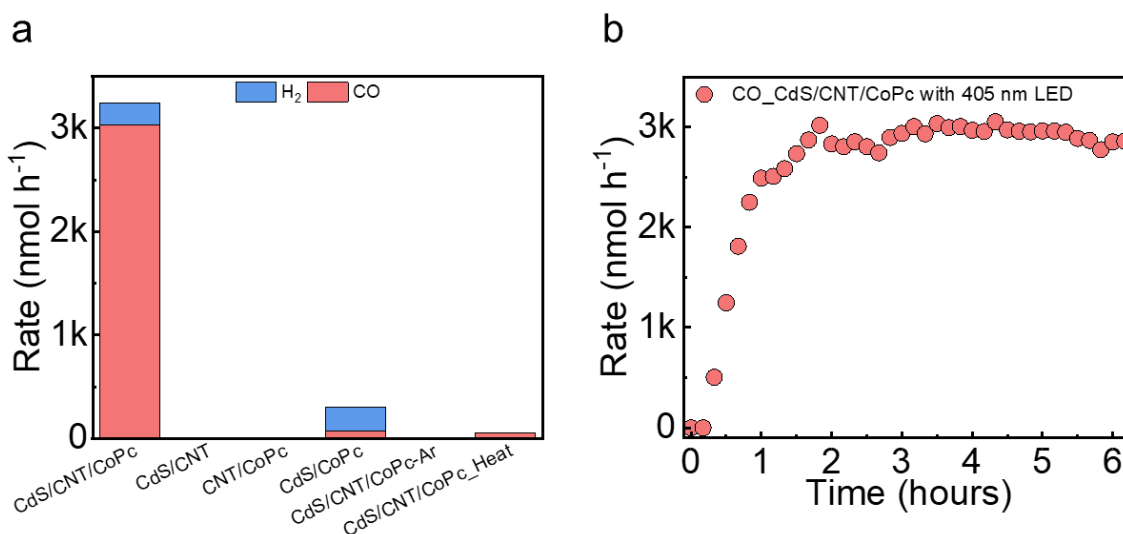 a
H₂ CO
Rate (nmol h⁻¹)
3k
2k
1k
0
CdS/CNT/CoPc
CdS/CNT
CNT/CoPc
CdS/CoPc
CdS/CNT/CoPc-Ar
CdS/CNT/CoPc_Heat
b
CO_CdS/CNT/CoPc with 405 nm LED
Rate (nmol h⁻¹)
3k
2k
1k
0
0 1 2 3 4 5 6
Time (hours)